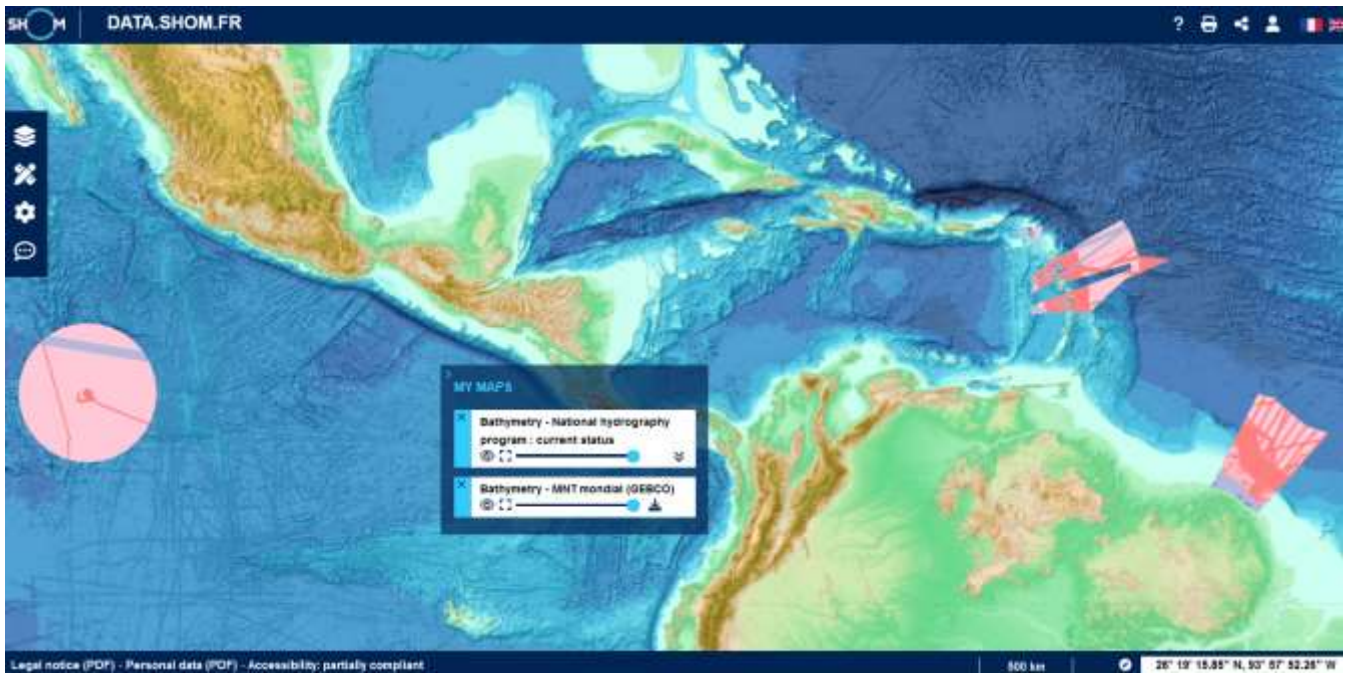 SHOM
DATA.SHOM.FR
?
MY MAPS
Bathymetry - National hydrography
program : current status
Bathymetry - MNT mondial (GEBCO)
Legal notice (PDF) - Personal data (PDF) - Accessibility: partially compliant
500 km
26° 19' 15.85" N, 93° 57' 52.26" W